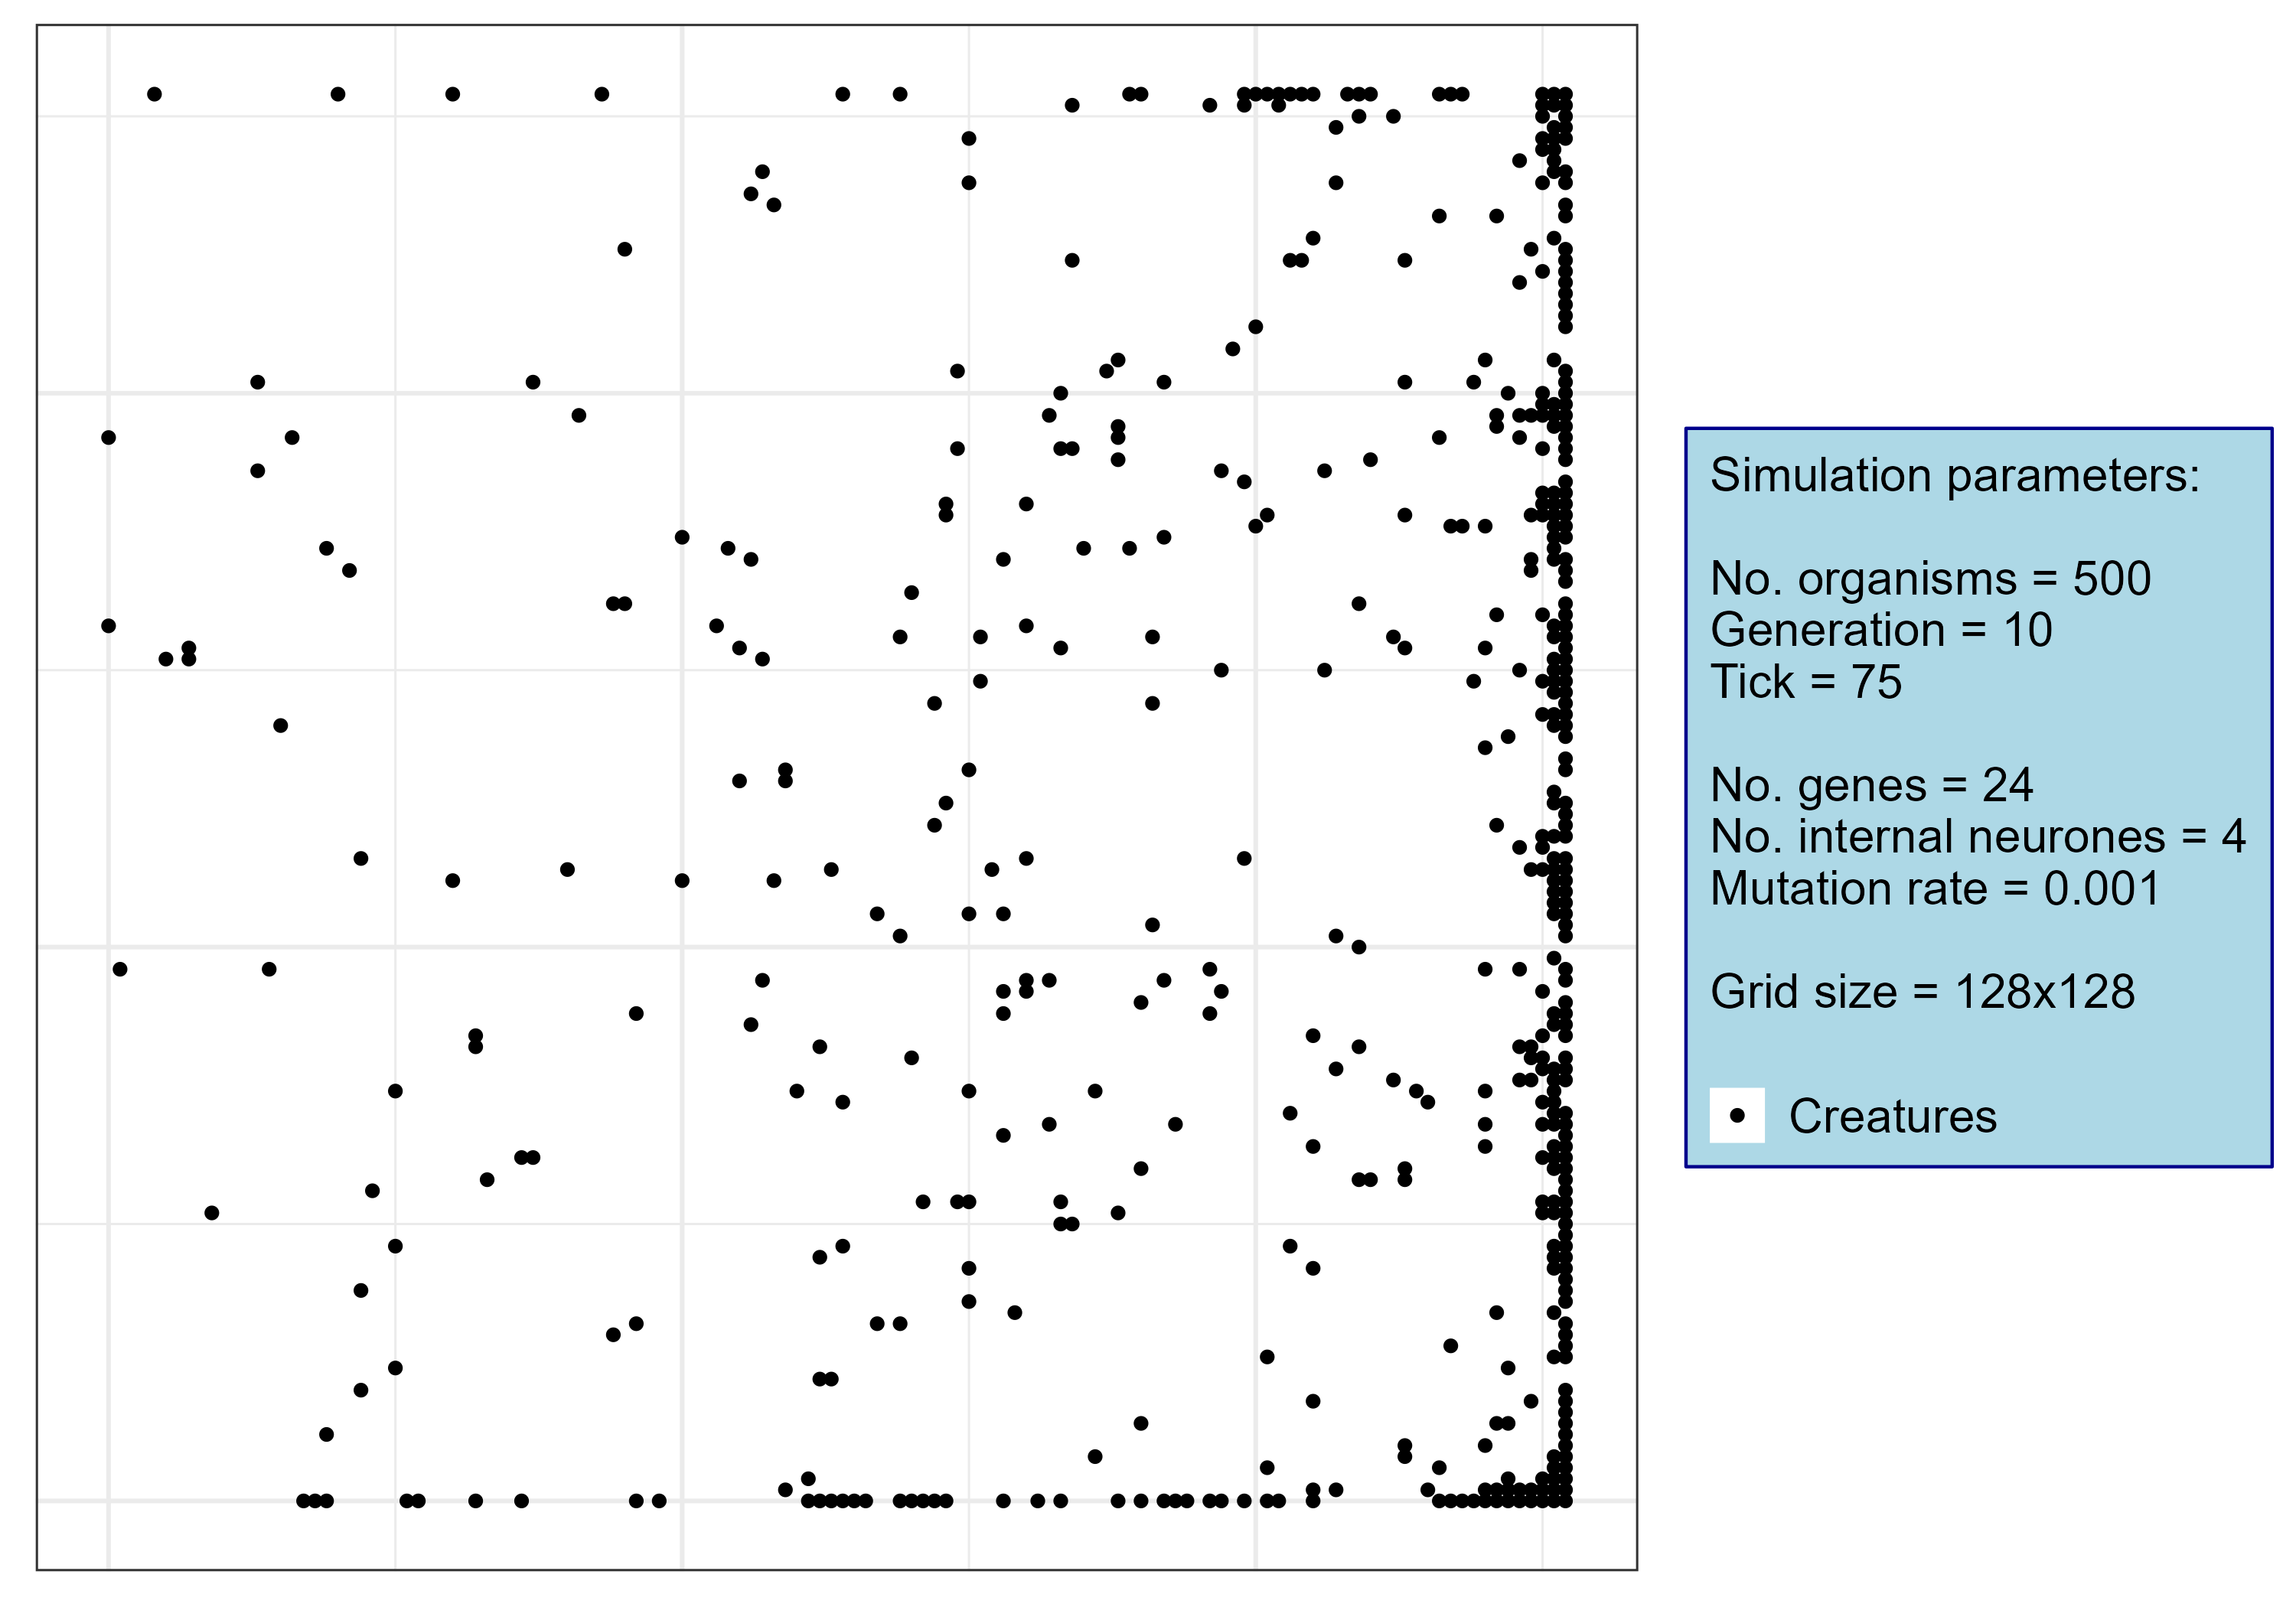 Simulation parameters:
No. organisms = 500
Generation = 10
Tick = 75
No. genes = 24
No. internal neurones = 4
Mutation rate = 0.001
Grid size = 128x128
Creatures